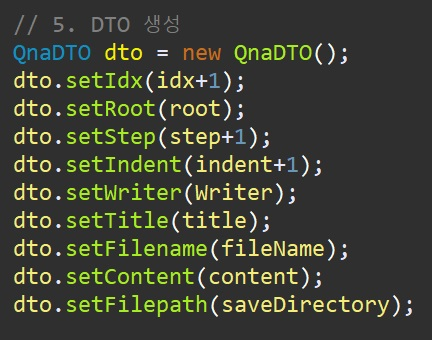 // 5. DTO 생성
QnaDTO dto = new QnaDTO();
dto.setIdx(idx+1);
dto.setRoot(root);
dto.setStep(step+1);
dto.setIndent(indent+1);
dto.setWriter(Writer);
dto.setTitle(title);
dto.setFilename(fileName);
dto.setContent(content);
dto.setFilepath(saveDirectory);